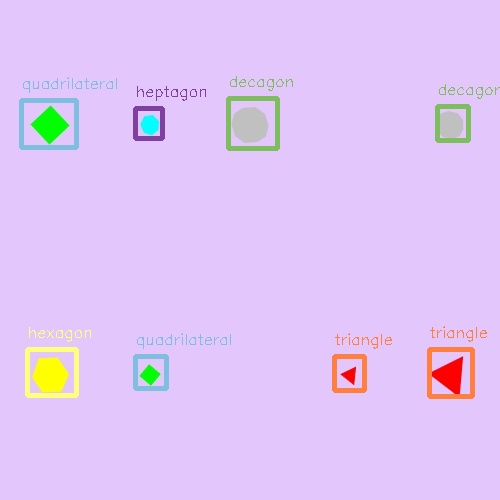 quadrilateral
heptagon
decagon
decagon
hexagon
quadrilateral
triangle
triangle